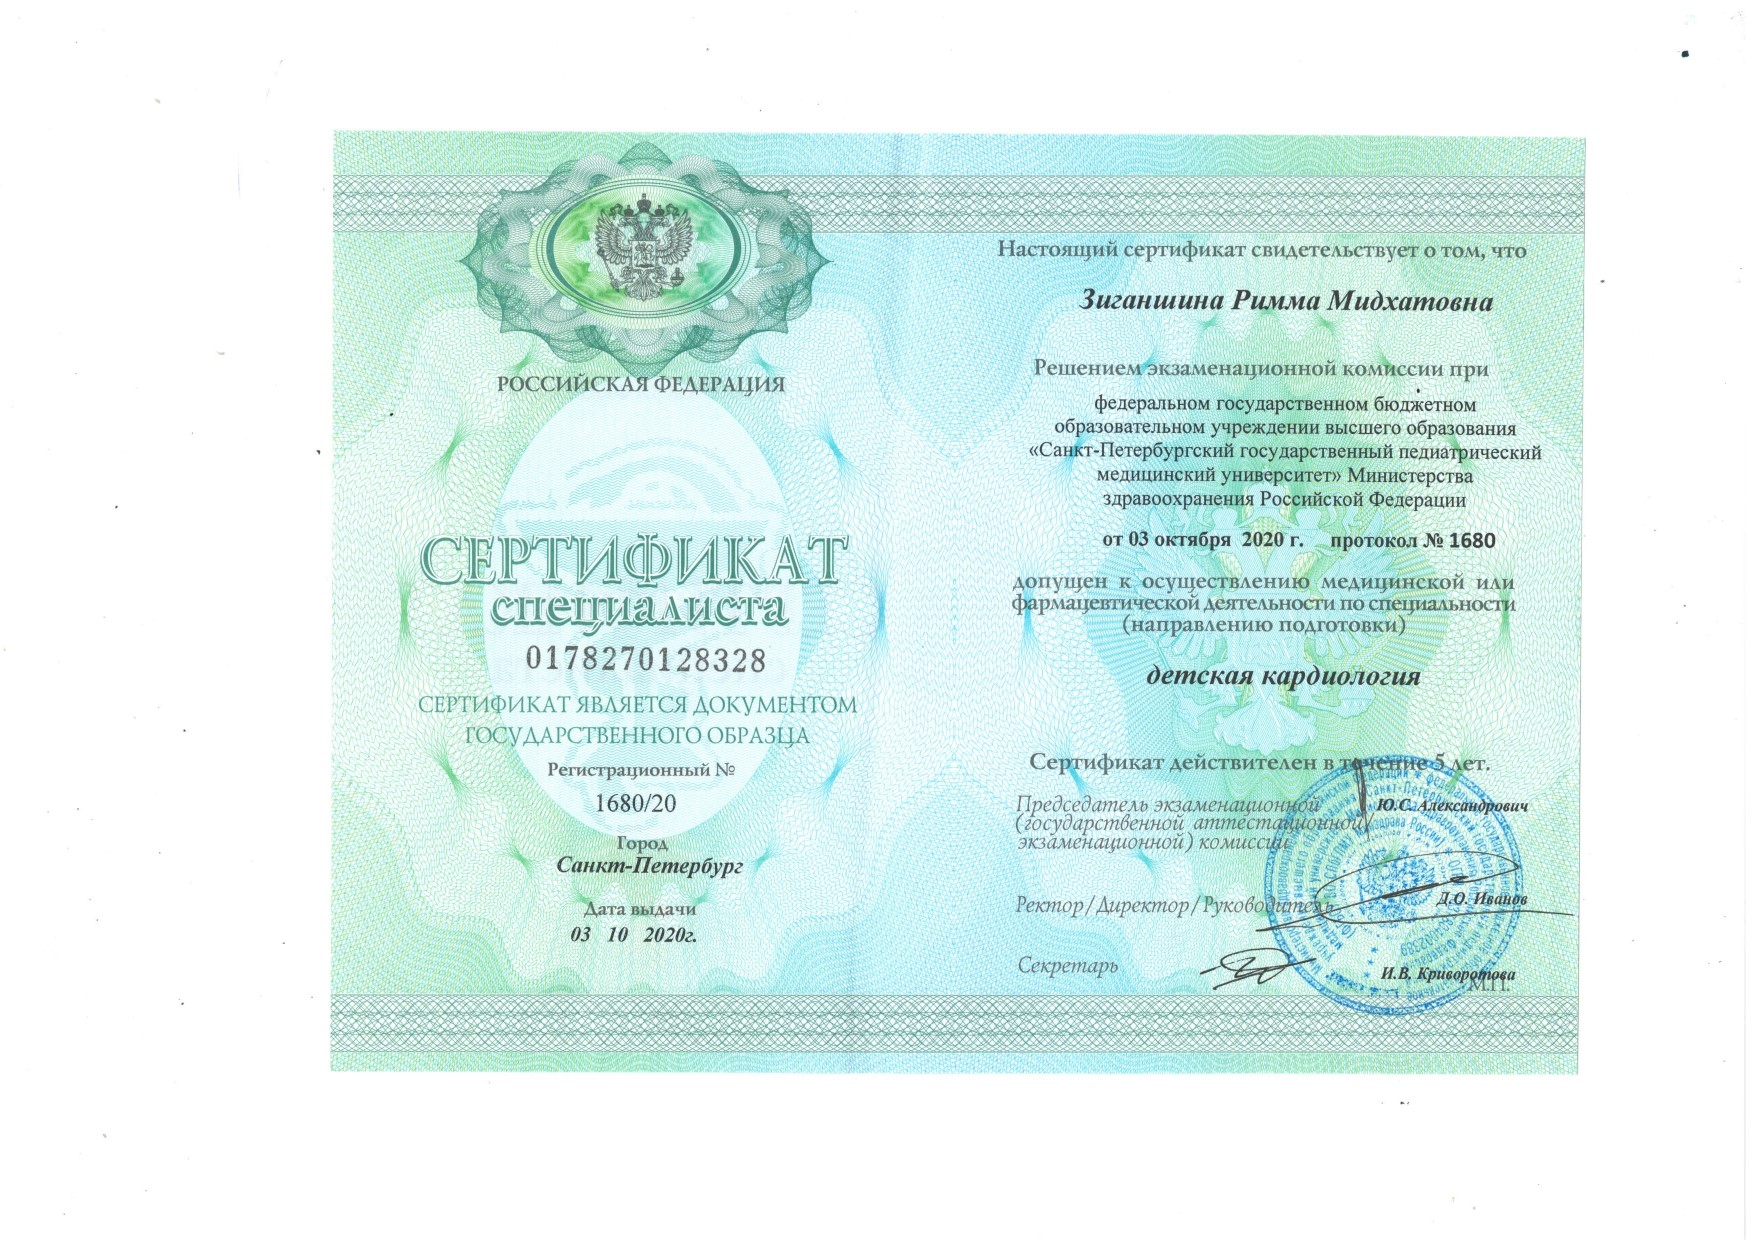 РОССИЙСКАЯ ФЕДЕРАЦИЯ
СЕРТИФИКАТ
специалиста
0178270128328
СЕРТИФИКАТ ЯВЛЯЕТСЯ ДОКУМЕНТОМ
ГОСУДАРСТВЕННОГО ОБРАЗЦА
Регистрационный №
1680/20
Город
Санкт-Петербург
Дата выдачи
03 10 2020г.
Настоящий сертификат свидетельствует о том, что
Зиганшина Римма Мидхатовна
Решением экзаменационной комиссии при
федеральном государственном бюджетном
образовательном учреждении высшего образования
«Санкт-Петербургский государственный педиатрический
медицинский университет» Министерства
здравоохранения Российской Федерации
от 03 октября 2020 г. протокол № 1680
допущен к осуществлению медицинской или
фармацевтической деятельности по специальности
(направлению подготовки)
детская кардиология
Сертификат действителен в течение 5 лет.
Председатель экзаменационной
(государственной аттестационной/
экзаменационной) комиссии
Ю.С. Александрович
Ректор/Директор/Руководитель
Д.О. Иванов
Секретарь
И.В. Криворотова
М.П.